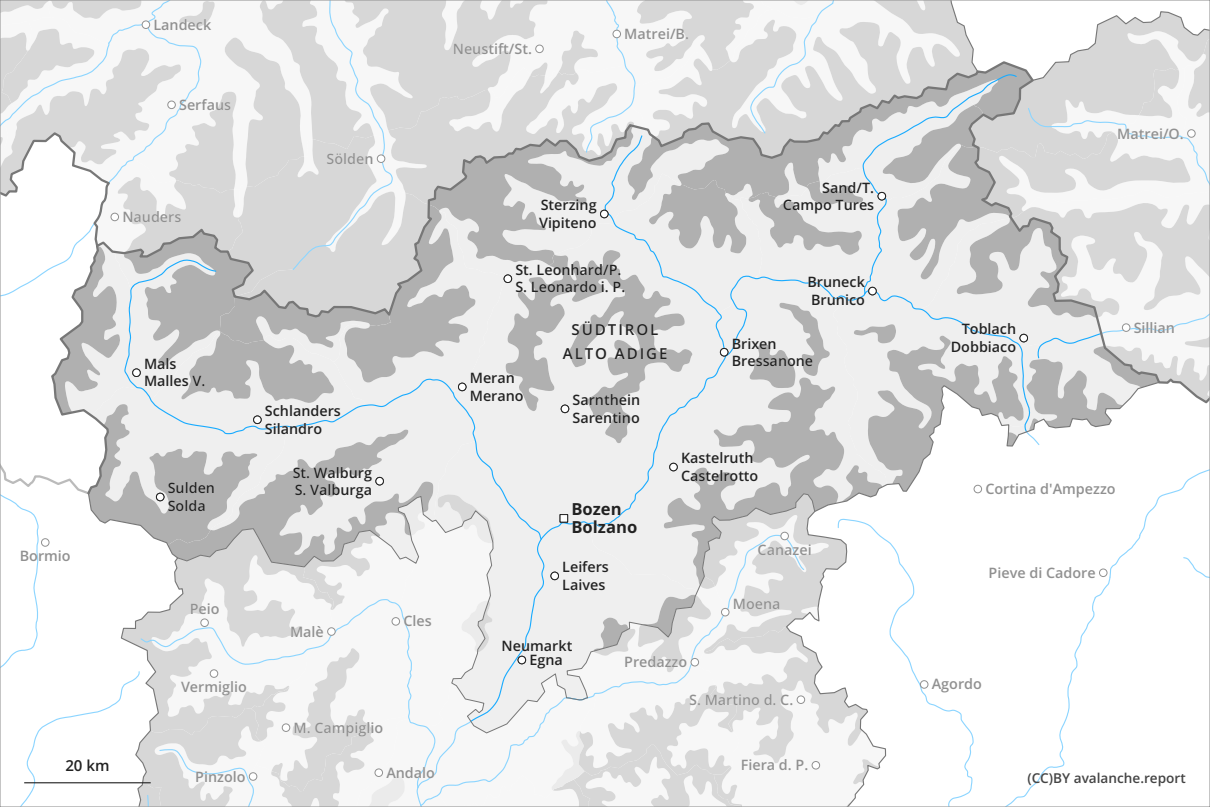 Landeck
Matrei/B.
Neustift/St.
Serfaus
Matrei/O.
Sölden
Sand/T.
Campo Tures
Nauders
Sterzing
Vipiteno
St. Leonhard/P.
S. Leonardo i. P.
Bruneck
Brunico
SÜDTIROL
ALTO ADIGE
Toblach
Dobbiaco
Sillian
Brixen
Bressanone
Mals
Malles V.
Meran
Merano
Sarnthein
Sarentino
Schlanders
Silandro
Kastelruth
Castelrotto
St. Walburg
S. Valburga
Sulden
Solda
Cortina d'Ampezzo
Bozen
Bolzano
Bormio
Canazei
Leifers
Laives
Pieve di Cadore
Peio
Moena
Malè
Cles
Neumarkt
Egna
Predazzo
Vermiglio
Agordo
S. Martino d. C.
M. Campiglio
20 km
Fiera d. P.
Pinzolo
Andalo
(CC)BY avalanche.report